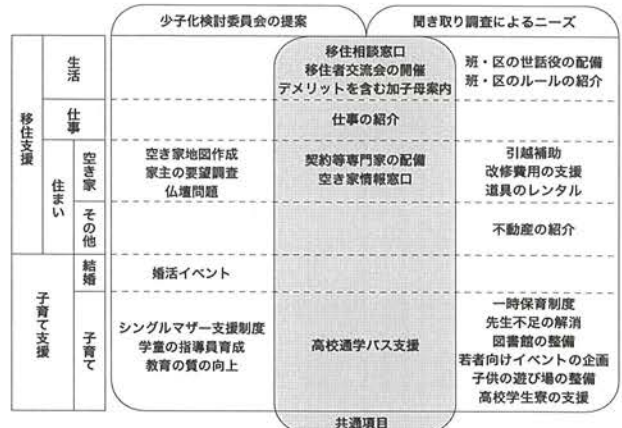 少子化検討委員会の提案
聞き取り調査によるニーズ
移住支援
生活
移住相談窓口
移住者交流会の開催
デメリットを含む加子母案内
班・区の世話役の配備
班・区のルールの紹介
仕事
仕事の紹介
住まい
空き家
空き家地図作成
家主の要望調査
仏壇問題
契約等専門家の配備
空き家情報窓口
引越補助
改修費用の支援
道具のレンタル
その他
不動産の紹介
子育て支援
結婚
婚活イベント
子育て
シングルマザー支援制度
学童の指導員育成
教育の質の向上
高校通学バス支援
一時保育制度
先生不足の解消
図書館の整備
若者向けイベントの企画
子供の遊び場の整備
高校学生寮の支援
共通項目